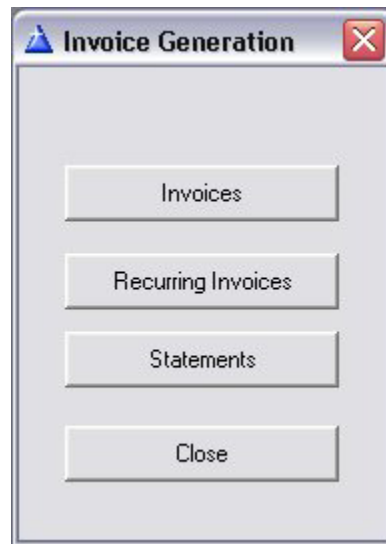 Invoice Generation
Invoices
Recurring Invoices
Statements
Close